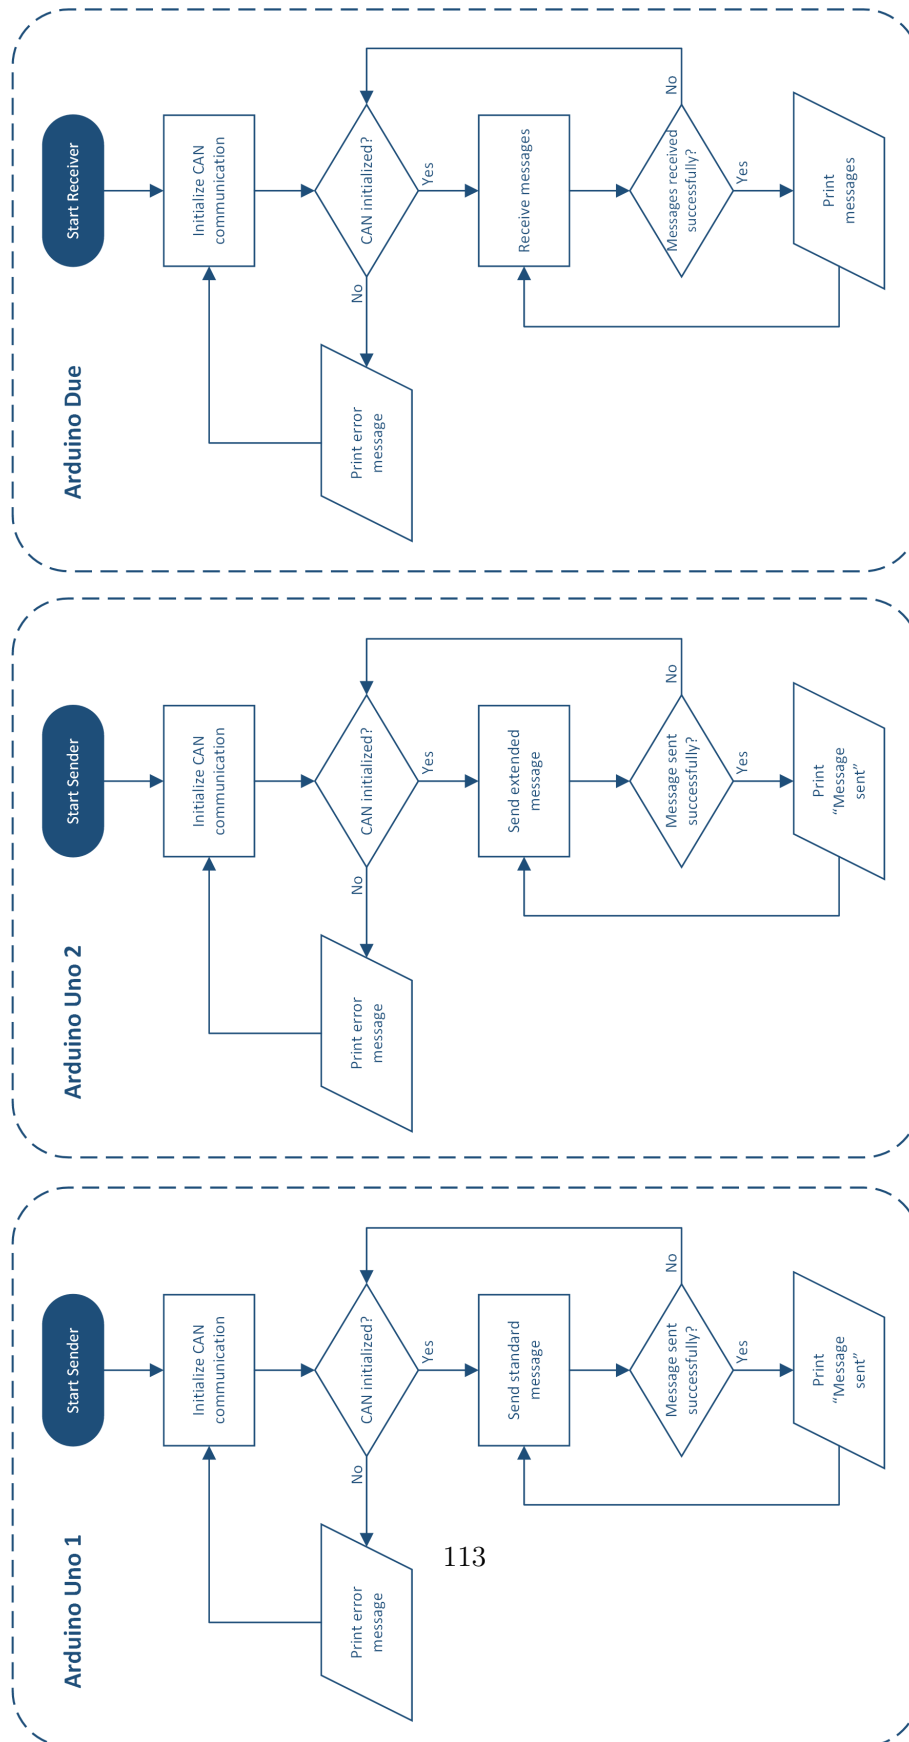 Arduino Uno 1
Start Sender
Initialize CAN
communication
CAN initialized?
No
Yes
Print error
message
Send standard
message
Message sent
successfully?
No
Yes
Print
“Message
sent”
Arduino Uno 2
Start Sender
Initialize CAN
communication
CAN initialized?
No
Yes
Print error
message
Send extended
message
Message sent
successfully?
No
Yes
Print
“Message
sent”
Arduino Due
Start Receiver
Initialize CAN
communication
CAN initialized?
No
Yes
Print error
message
Receive messages
Messages received
successfully?
No
Yes
Print
messages
113